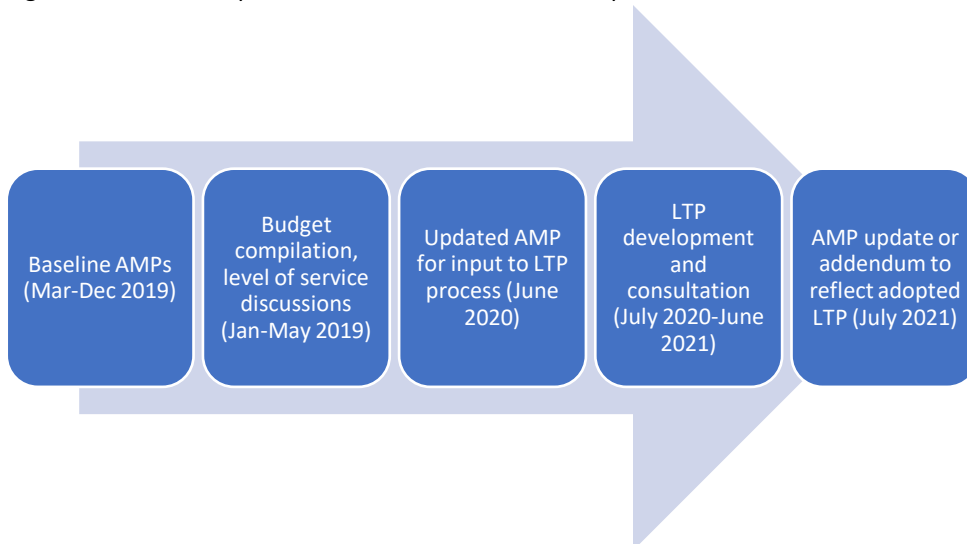 Baseline AMPs
(Mar-Dec 2019)
Budget
compilation,
level of service
discussions
(Jan-May 2019)
Updated AMP
for input to LTP
process (June
2020)
LTP
development
and
consultation
(July 2020-June
2021)
AMP update or
addendum to
reflect adopted
LTP (July 2021)